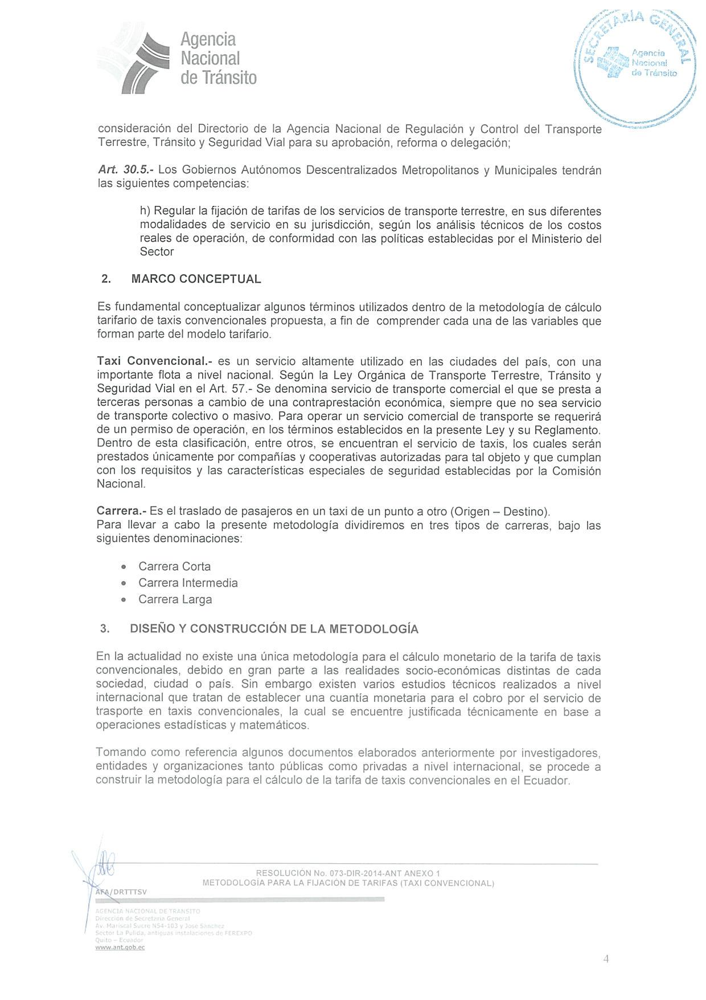 Agencia
Nacional
de Tránsito
SECRETARÍA GENERAL
Agencia
Nacional
de Tránsito
consideración del Directorio de la Agencia Nacional de Regulación y Control del Transporte
Terrestre, Tránsito y Seguridad Vial para su aprobación, reforma o delegación;
Art. 30.5.- Los Gobiernos Autónomos Descentralizados Metropolitanos y Municipales tendrán
las siguientes competencias:
h) Regular la fijación de tarifas de los servicios de transporte terrestre, en sus diferentes
modalidades de servicio en su jurisdicción, según los análisis técnicos de los costos
reales de operación, de conformidad con las políticas establecidas por el Ministerio del
Sector
2. MARCO CONCEPTUAL
Es fundamental conceptualizar algunos términos utilizados dentro de la metodología de cálculo
tarifario de taxis convencionales propuesta, a fin de comprender cada una de las variables que
forman parte del modelo tarifario.
Taxi Convencional.- es un servicio altamente utilizado en las ciudades del país, con una
importante flota a nivel nacional. Según la Ley Orgánica de Transporte Terrestre, Tránsito y
Seguridad Vial en el Art. 57.- Se denomina servicio de transporte comercial el que se presta a
terceras personas a cambio de una contraprestación económica, siempre que no sea servicio
de transporte colectivo o masivo. Para operar un servicio comercial de transporte se requerirá
de un permiso de operación, en los términos establecidos en la presente Ley y su Reglamento.
Dentro de esta clasificación, entre otros, se encuentran el servicio de taxis, los cuales serán
prestados únicamente por compañías y cooperativas autorizadas para tal objeto y que cumplan
con los requisitos y las características especiales de seguridad establecidas por la Comisión
Nacional.
Carrera.- Es el traslado de pasajeros en un taxi de un punto a otro (Origen – Destino).
Para llevar a cabo la presente metodología dividiremos en tres tipos de carreras, bajo las
siguientes denominaciones:
• Carrera Corta
• Carrera Intermedia
• Carrera Larga
3. DISEÑO Y CONSTRUCCIÓN DE LA METODOLOGÍA
En la actualidad no existe una única metodología para el cálculo monetario de la tarifa de taxis
convencionales, debido en gran parte a las realidades socio-económicas distintas de cada
sociedad, ciudad o país. Sin embargo existen varios estudios técnicos realizados a nivel
internacional que tratan de establecer una cuantía monetaria para el cobro por el servicio de
trasporte en taxis convencionales, la cual se encuentre justificada técnicamente en base a
operaciones estadísticas y matemáticos.
Tomando como referencia algunos documentos elaborados anteriormente por investigadores,
entidades y organizaciones tanto públicas como privadas a nivel internacional, se procede a
construir la metodología para el cálculo de la tarifa de taxis convencionales en el Ecuador.
RESOLUCIÓN No. 073-DIR-2014-ANT ANEXO 1
METODOLOGÍA PARA LA FIJACIÓN DE TARIFAS (TAXI CONVENCIONAL)
AFA/DRTTTSV
AGENCIA NACIONAL DE TRANSITO
Dirección de Secretaria General
Av. Mariscal Sucre N54-103 y José Sánchez
Sector La Pulida, antiguas instalaciones de FEREXPO
Quito – Ecuador
www.ant.gob.ec
4